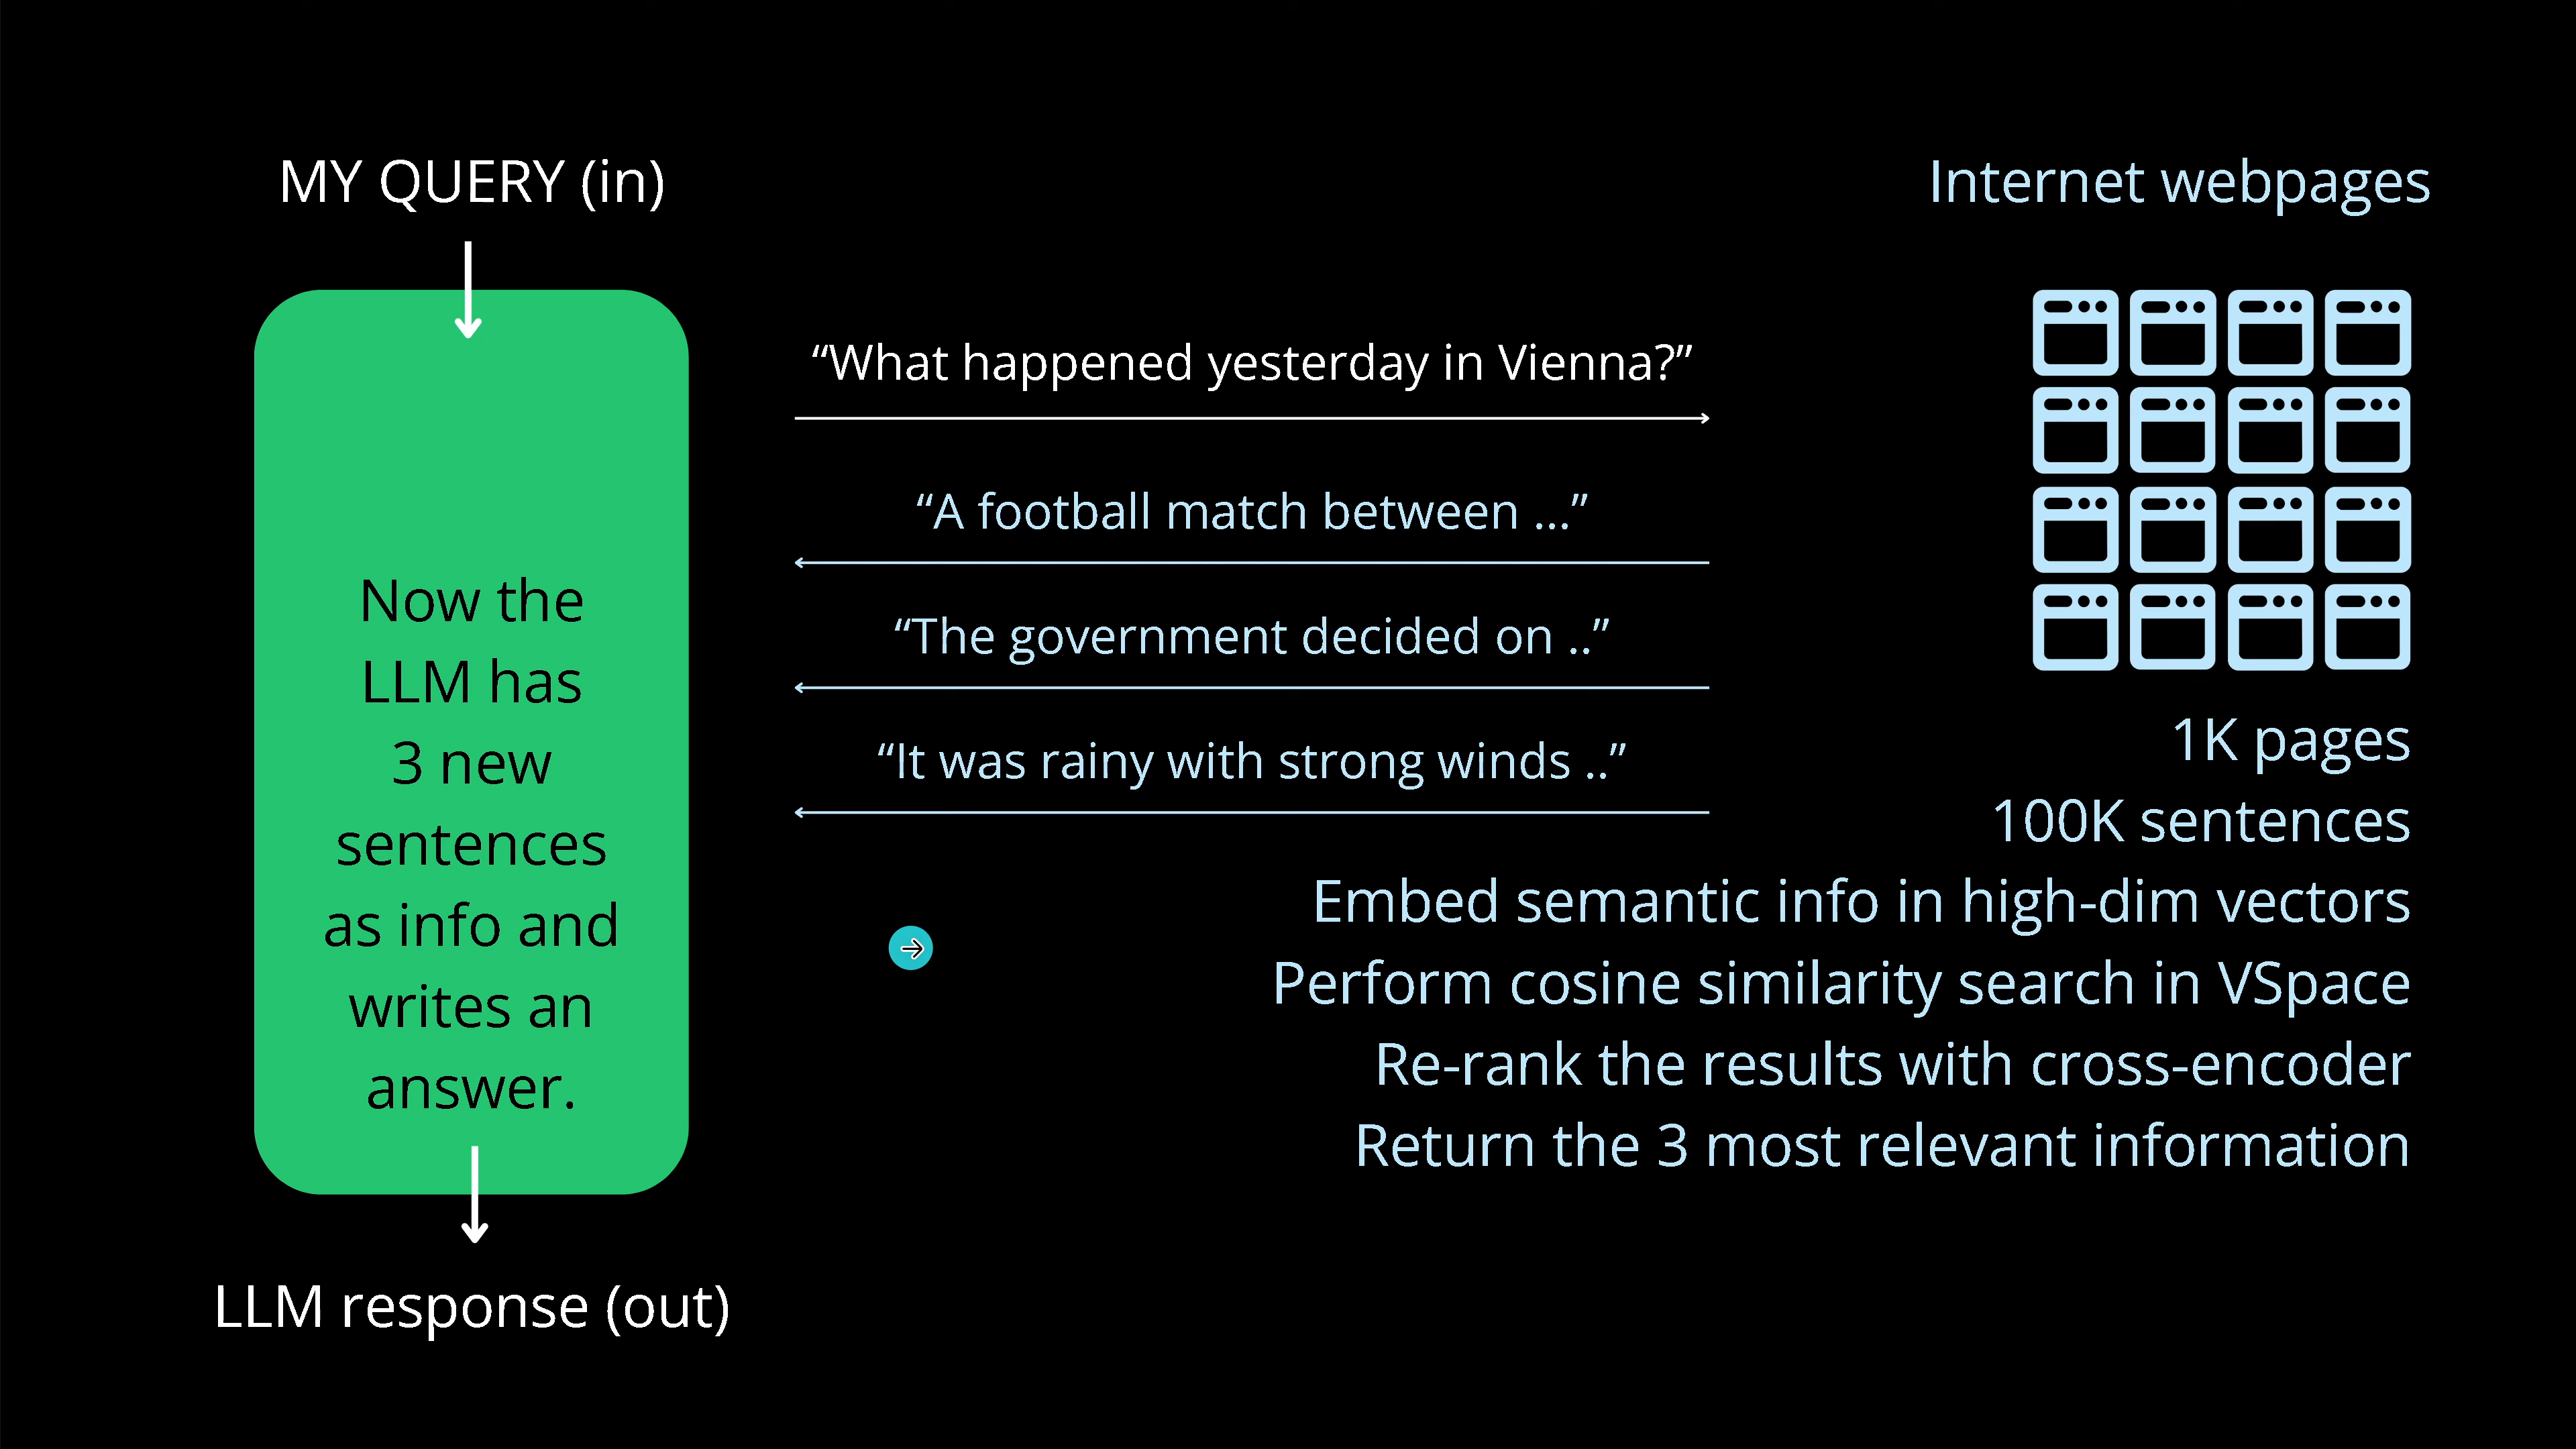 MY QUERY (in)
Now the
LLM has
3 new
sentences
as info and
writes an
answer.
LLM response (out)
“What happened yesterday in Vienna?”
“A football match between ...”
“The government decided on ..”
“It was rainy with strong winds ..”
Internet webpages
1K pages
100K sentences
Embed semantic info in high-dim vectors
Perform cosine similarity search in VSpace
Re-rank the results with cross-encoder
Return the 3 most relevant information